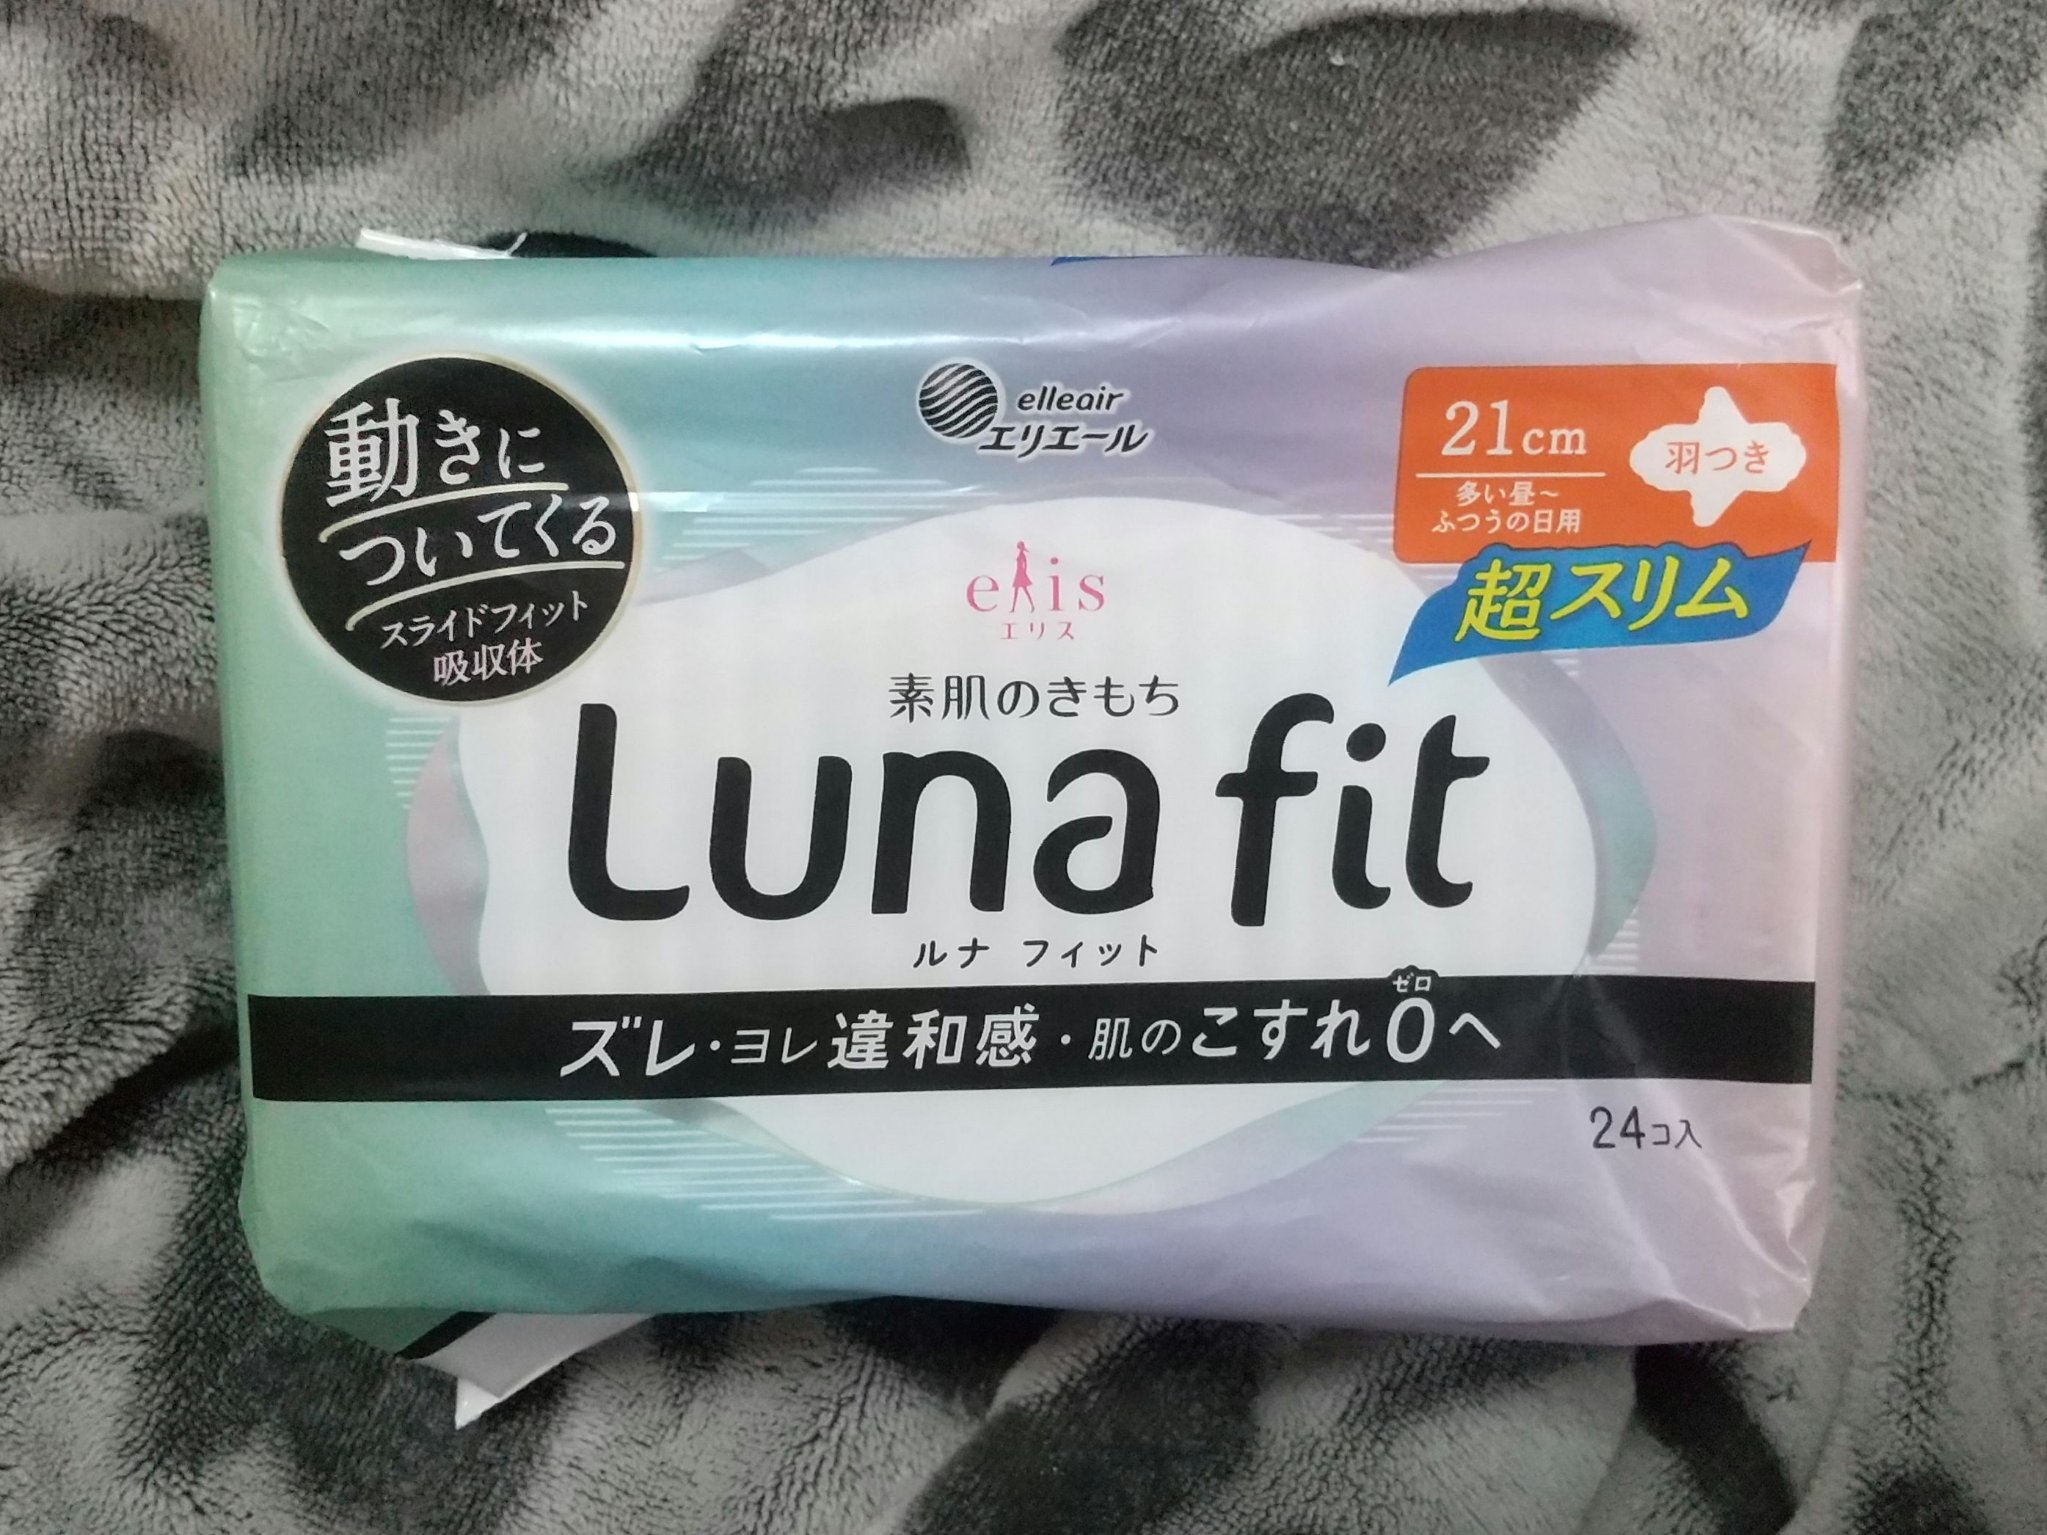 動きに
ついてくる
スライドフィット
吸収体
elleair
エリエール
21cm
多い昼～
ふつうの日用
羽つき
超スリム
elis
エリス
素肌のきもち
Luna fit
ルナ フィット
ゼロ
ズレ・ヨレ違和感・肌のこすれ0へ
24コ入